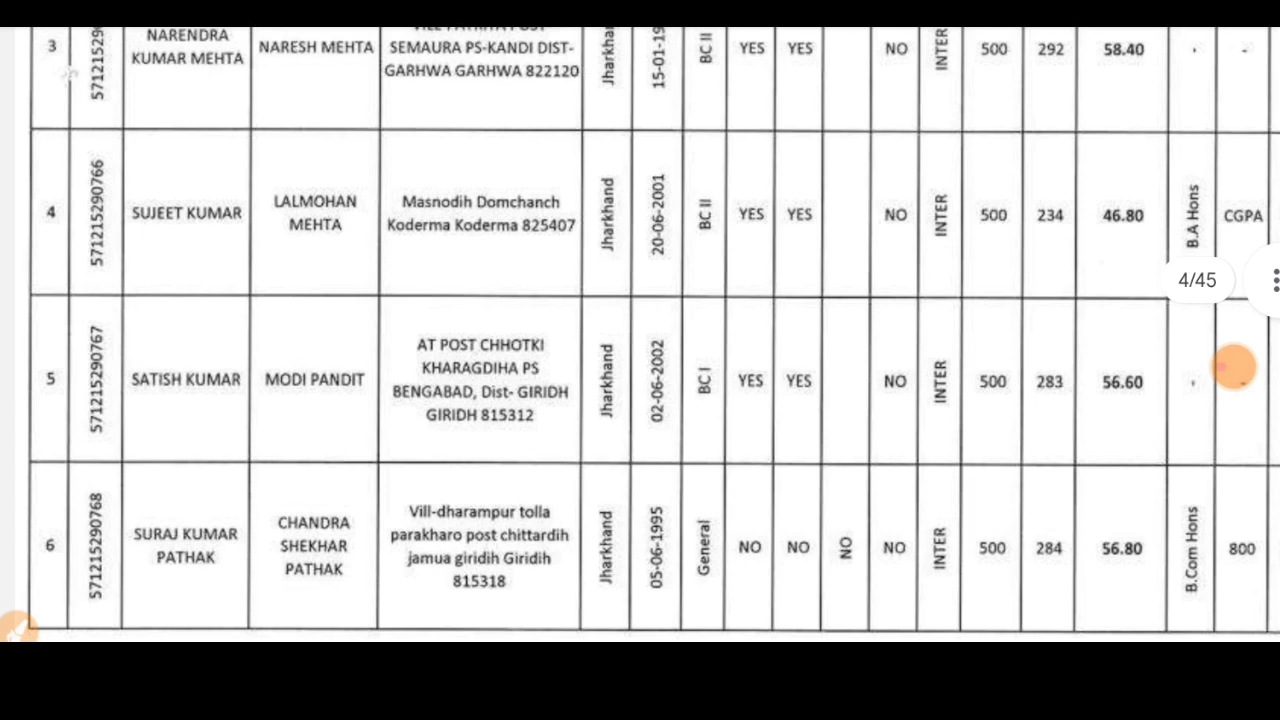 3
57121529
NARENDRA
KUMAR MEHTA
NARESH MEHTA
SEMAURA PS-KANDI DIST-
GARHWA GARHWA 822120
Jharkhan
15-01-19
BC II
YES
YES
NO
INTER
500
292
58.40
-
4
571215290766
SUJEET KUMAR
LALMOHAN
MEHTA
Masnodih Domchanch
Koderma Koderma 825407
Jharkhand
20-06-2001
BC II
YES
YES
NO
INTER
500
234
46.80
B.A Hons
CGPA
4/45
5
571215290767
SATISH KUMAR
MODI PANDIT
AT POST CHHOTKI
KHARAGDIHA PS
BENGABAD, Dist- GIRIDH
GIRIDH 815312
Jharkhand
02-06-2002
BC I
YES
YES
NO
INTER
500
283
56.60
-
6
571215290768
SURAJ KUMAR
PATHAK
CHANDRA
SHEKHAR
PATHAK
Vill-dharampur tolla
parakharo post chittardih
jamua giridih Giridih
815318
Jharkhand
05-06-1995
General
NO
NO
NO
NO
INTER
500
284
56.80
B.Com Hons
800